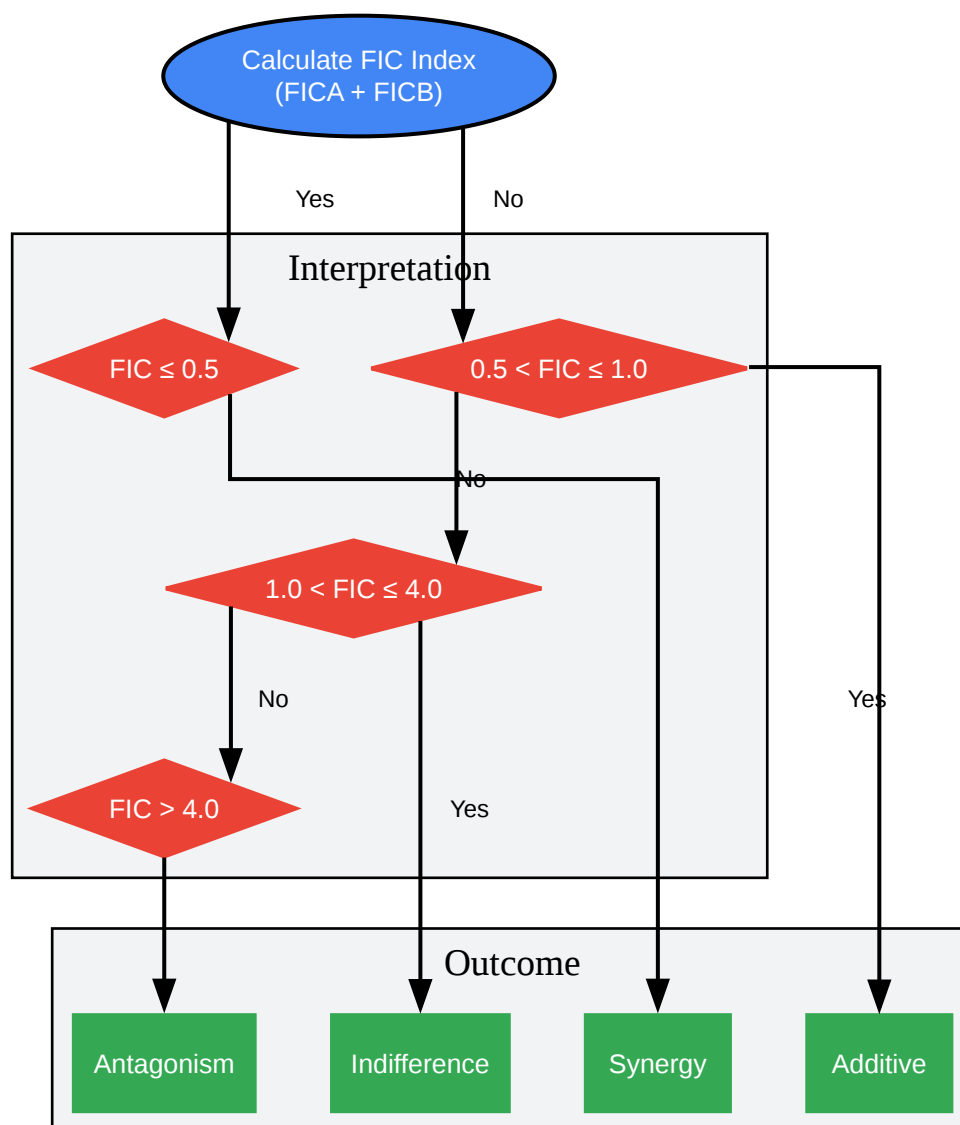 Calculate FIC Index
(FICA + FICB)
Yes
No
Interpretation
FIC ≤ 0.5
0.5 < FIC ≤ 1.0
No
1.0 < FIC ≤ 4.0
No
Yes
FIC > 4.0
Yes
Outcome
Antagonism
Indifference
Synergy
Additive